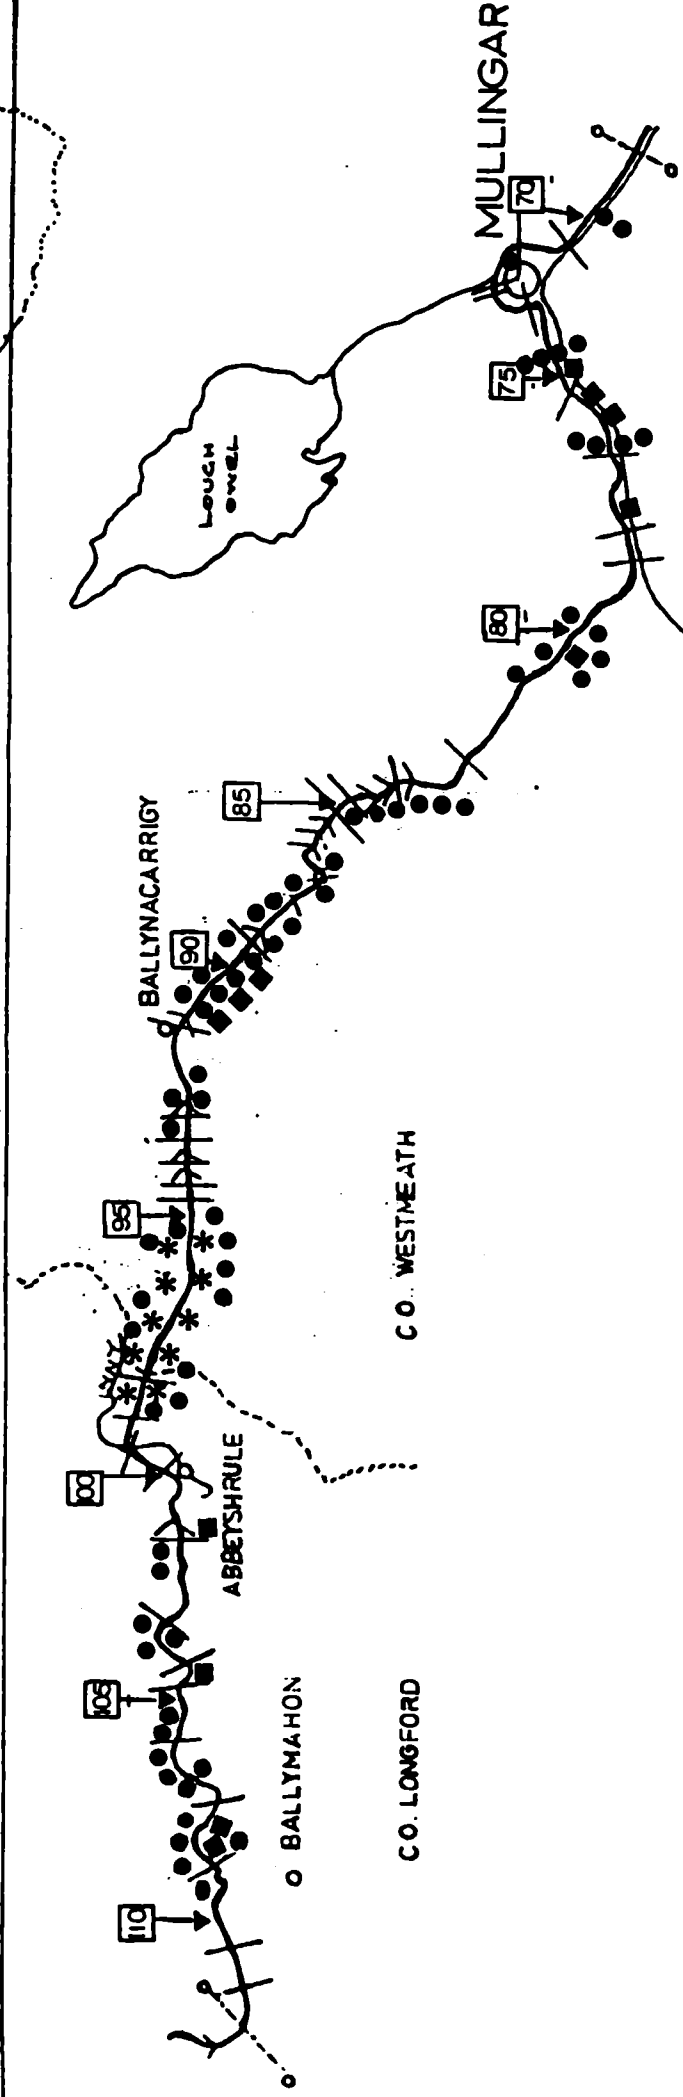 MULLINGAR
70
75
LOUGH
OWEL
80
85
BALLYNACARRIGY
90
95
CO. WESTMEATH
INNY
100
ABBEYSHRULE
105
BALLYMAHON
CO. LONGFORD
110